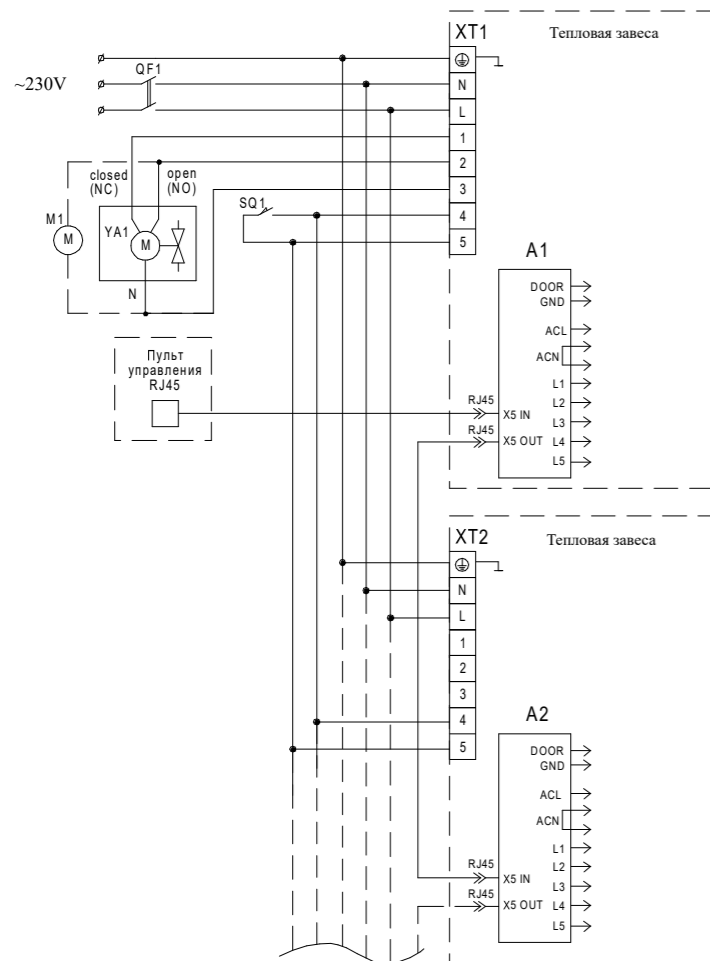 XT1
Тепловая завеса
~230V
QF1
N
L
1
2
3
4
5
closed
(NC)
open
(NO)
M1
M
YA1
M
N
SQ1
A1
DOOR
GND
ACL
ACN
L1
L2
L3
L4
L5
Пульт
управления
RJ45
RJ45
X5 IN
RJ45
X5 OUT
XT2
Тепловая завеса
N
L
1
2
3
4
5
A2
DOOR
GND
ACL
ACN
L1
L2
L3
L4
L5
RJ45
X5 IN
RJ45
X5 OUT